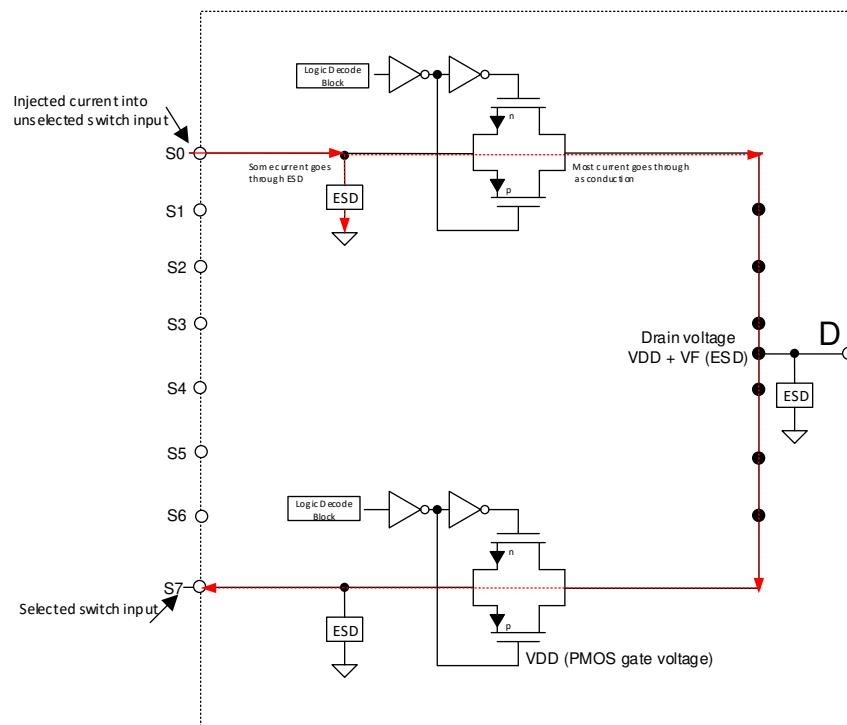 Logic Decode
Block
Injected current into
unselected switch input
n
S0
Some current goes
through ESD
Most current goes through
as conduction
ESD
p
S1
S2
S3
Drain voltage
VDD + VF (ESD)
D
S4
ESD
S5
Logic Decode
Block
S6
n
S7
Selected switch input
ESD
p
VDD (PMOS gate voltage)